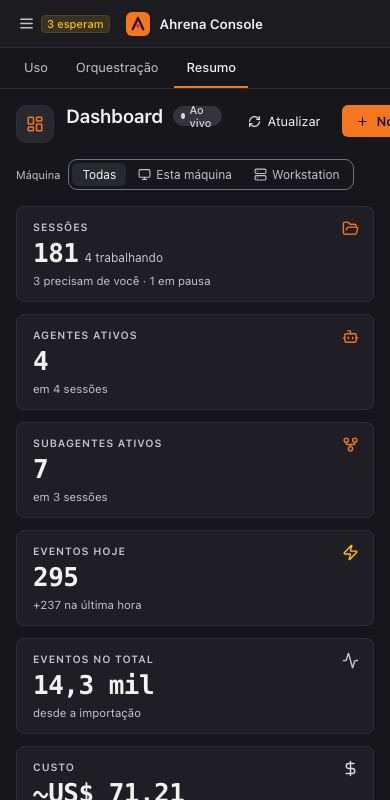 3 esperam
Ahrena Console
Uso
Orquestração
Resumo
Dashboard
Ao vivo
Atualizar
Máquina
Todas
Esta máquina
Workstation
SESSÕES
181 4 trabalhando
3 precisam de você · 1 em pausa
AGENTES ATIVOS
4
em 4 sessões
SUBAGENTES ATIVOS
7
em 3 sessões
EVENTOS HOJE
295
+237 na última hora
EVENTOS NO TOTAL
14,3 mil
desde a importação
CUSTO
~US$ 71,21